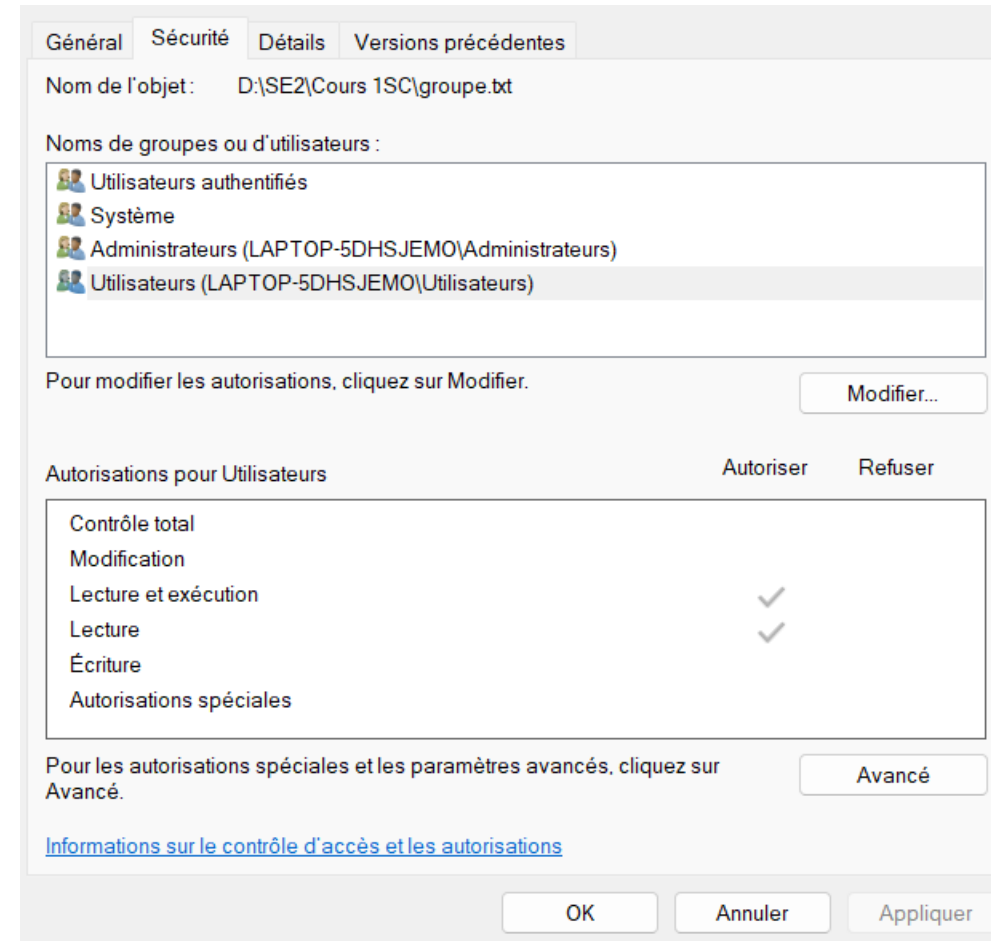 Général Sécurité Détails Versions précédentes
Nom de l'objet : D:\SE2\Cours 1SC\groupe.txt
Noms de groupes ou d'utilisateurs :
Utilisateurs authentifiés
Système
Administrateurs (LAPTOP-5DHSJEMO\Administrateurs)
Utilisateurs (LAPTOP-5DHSJEMO\Utilisateurs)
Pour modifier les autorisations, cliquez sur Modifier.
Modifier...
Autorisations pour Utilisateurs Autoriser Refuser
Contrôle total
Modification
Lecture et exécution
Lecture
Écriture
Autorisations spéciales
Pour les autorisations spéciales et les paramètres avancés, cliquez sur
Avancé.
Avancé
Informations sur le contrôle d'accès et les autorisations
OK Annuler Appliquer